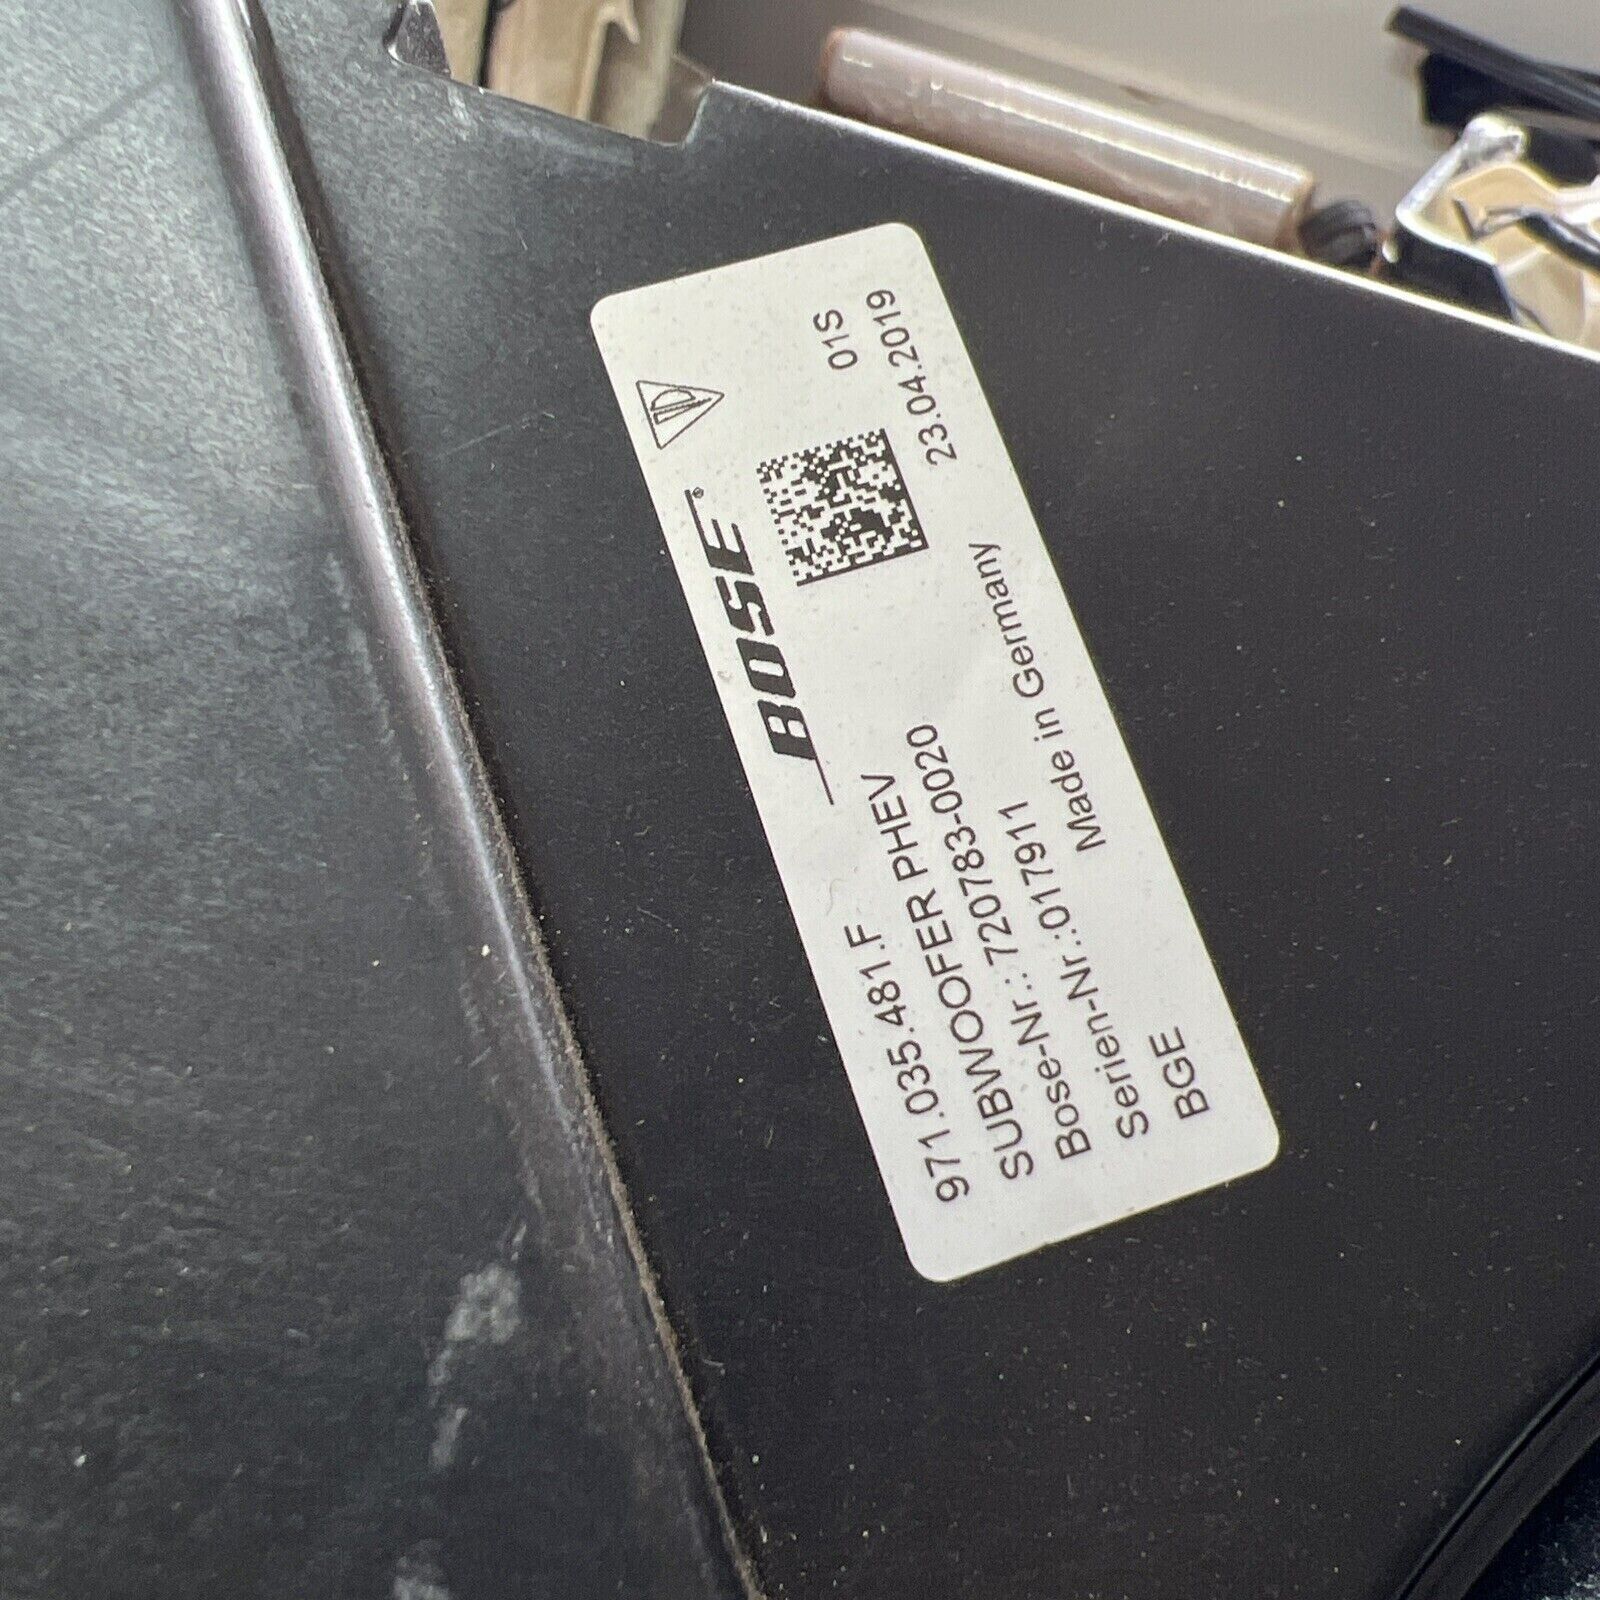 971.035.481.F
SUBWOOFER PHEV
Bose-Nr.: 720783-0020
Serien-Nr.:017911
BGE
BOSE®
Made in Germany
01S
23.04.2019